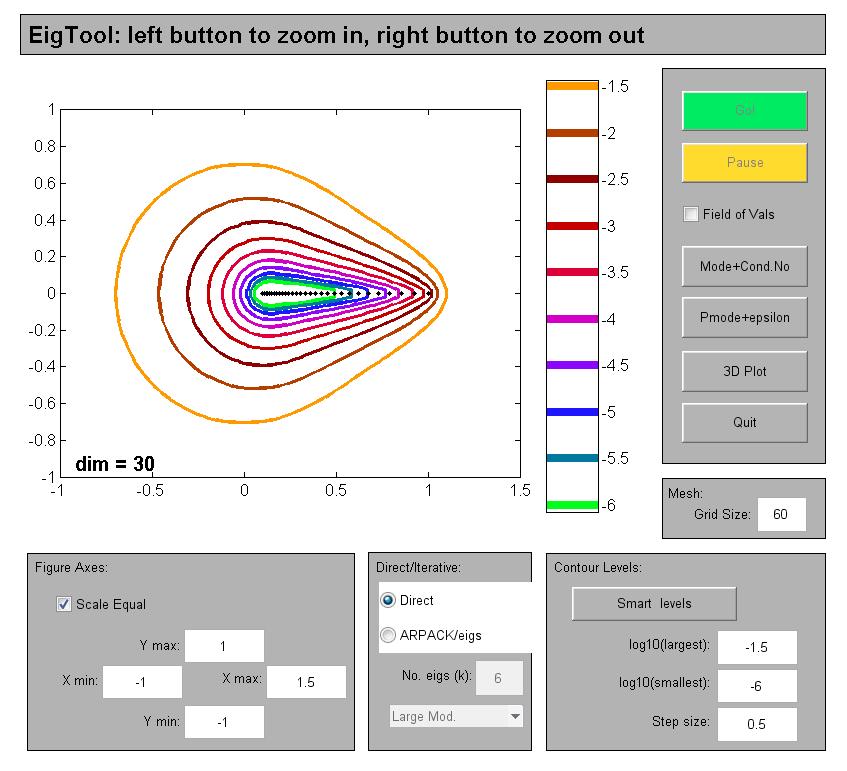 EigTool: left button to zoom in, right button to zoom out
1
0.8
0.6
0.4
0.2
0
-0.2
-0.4
-0.6
-0.8
-1
-1
-0.5
0
0.5
1
1.5
dim = 30
-1.5
-2
-2.5
-3
-3.5
-4
-4.5
-5
-5.5
-6
Go!
Pause
Field of Vals
Mode+Cond.No
Pmode+epsilon
3D Plot
Quit
Mesh:
Grid Size: 60
Figure Axes:
Scale Equal
Y max: 1
X min: -1 X max: 1.5
Y min: -1
Direct/Iterative:
Direct
ARPACK/eigs
No. eigs (k): 6
Large Mod.
Contour Levels:
Smart levels
log10(largest): -1.5
log10(smallest): -6
Step size: 0.5